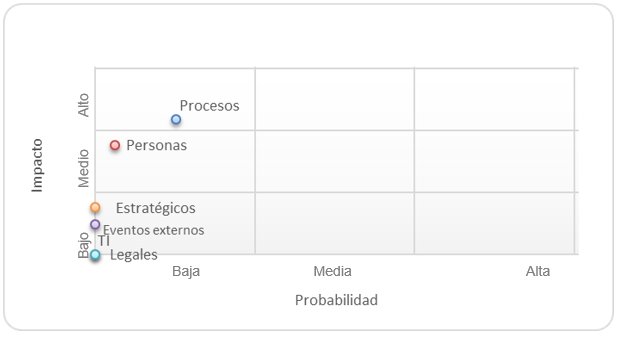 Impacto
Alto
Medio
Bajo
Procesos
Personas
Estratégicos
Eventos externos
TI
Legales
Baja
Media
Alta
Probabilidad